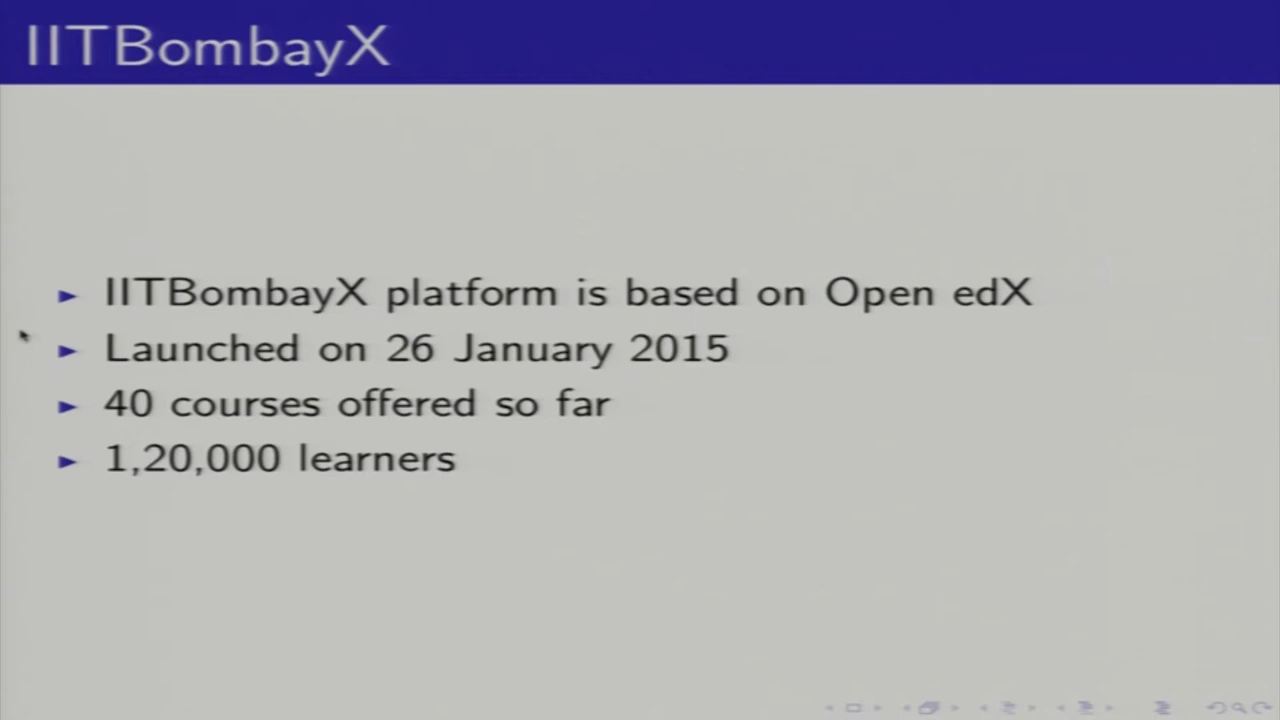 IITBombayX
IITBombayX platform is based on Open edX
Launched on 26 January 2015
40 courses offered so far
1,20,000 learners